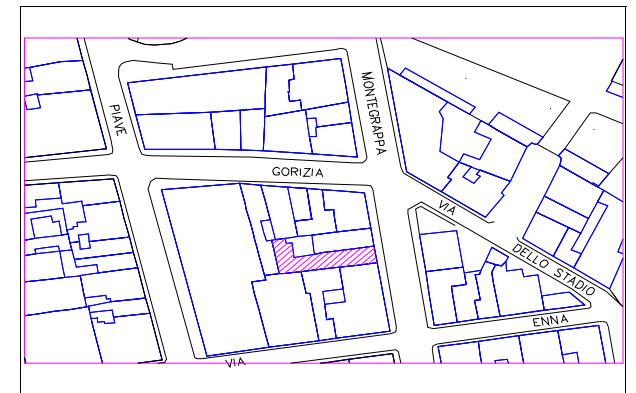 PIAVE
MONTEGRAPPA
GORIZIA
VIA
DELLO STADIO
ENNA
VIA